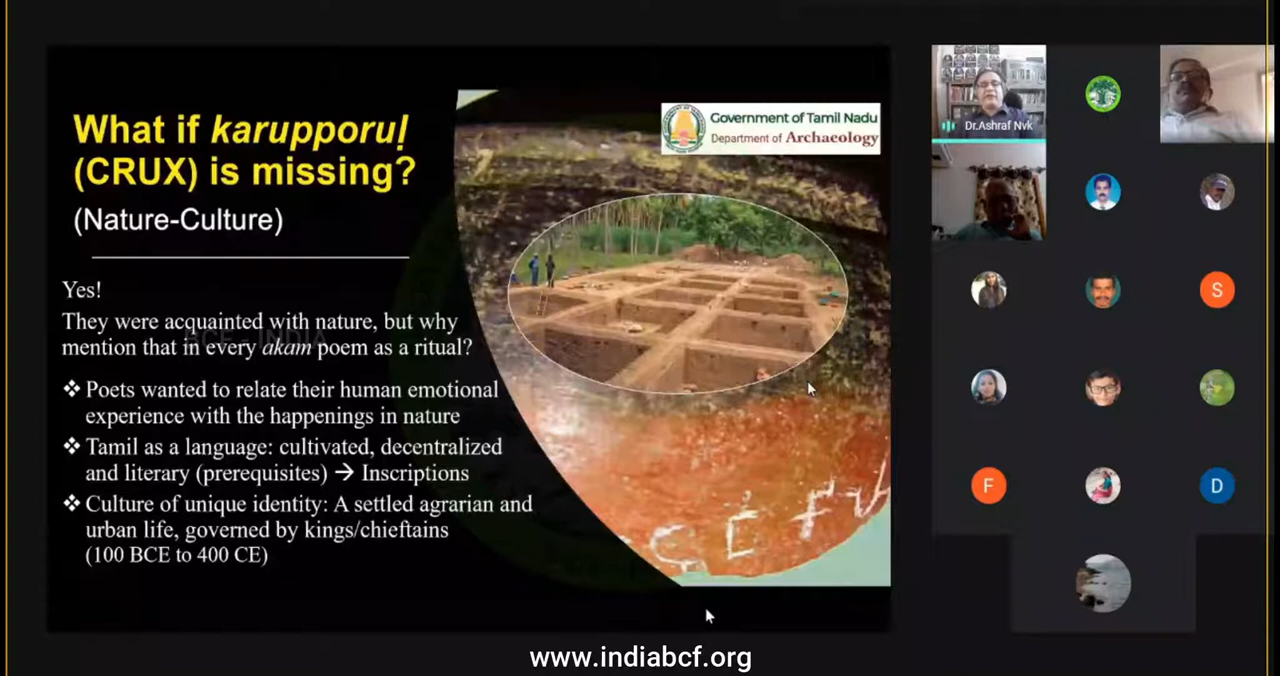 What if karupporuḷ
(CRUX) is missing?
(Nature-Culture)
Yes!
They were acquainted with nature, but why
mention that in every akam poem as a ritual?
❖ Poets wanted to relate their human emotional
experience with the happenings in nature
❖ Tamil as a language: cultivated, decentralized
and literary (prerequisites) → Inscriptions
❖ Culture of unique identity: A settled agrarian and
urban life, governed by kings/chieftains
(100 BCE to 400 CE)
Government of Tamil Nadu
Department of Archaeology
Dr.Ashraf Nvk
S
F
D
www.indiabcf.org